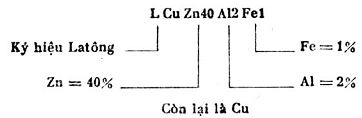 L Cu Zn40 Al2 Fe1
Ký hiệu Latông
Fe = 1%
Zn = 40%
Al = 2%
Còn lại là Cu